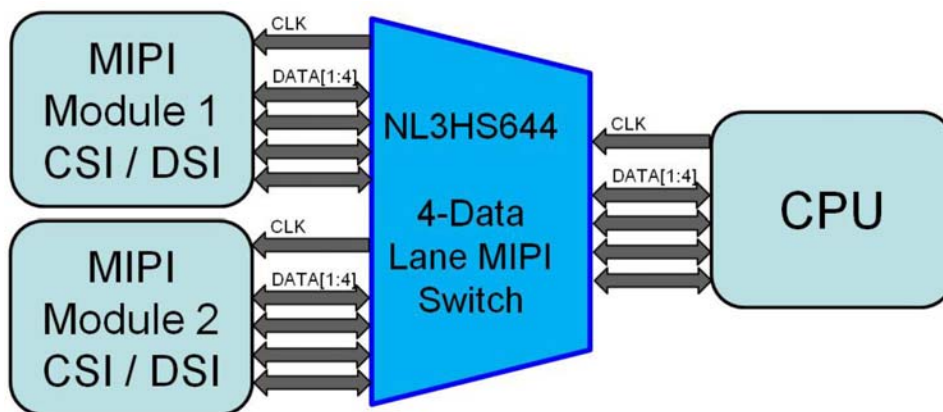 MIPI
Module 1
CSI / DSI
CLK
DATA[1:4]
MIPI
Module 2
CSI / DSI
CLK
DATA[1:4]
NL3HS644
4-Data
Lane MIPI
Switch
CLK
DATA[1:4]
CPU